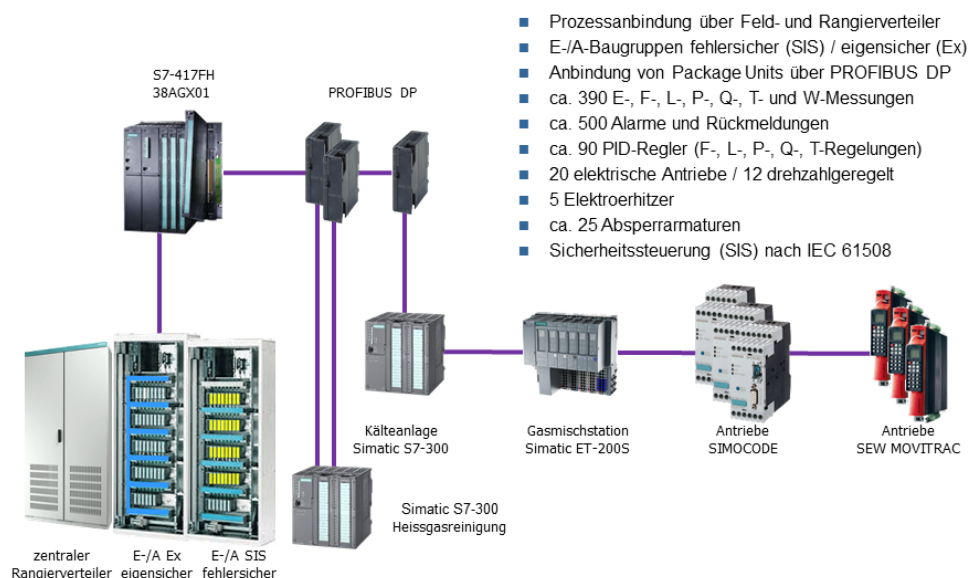 Prozessanbindung über Feld- und Rangierverteiler
E-/A-Baugruppen fehlersicher (SIS) / eigensicher (Ex)
Anbindung von Package Units über PROFIBUS DP
ca. 390 E-, F-, L-, P-, Q-, T- und W-Messungen
ca. 500 Alarme und Rückmeldungen
ca. 90 PID-Regler (F-, L-, P-, Q-, T-Regelungen)
20 elektrische Antriebe / 12 drehzahlgeregelt
5 Elektroerhitzer
ca. 25 Absperrarmaturen
Sicherheitssteuerung (SIS) nach IEC 61508
S7-417FH
38AGX01
PROFIBUS DP
Kälteanlage
Simatic S7-300
Gasmischstation
Simatic ET-200S
Antriebe
SIMOCODE
Antriebe
SEW MOVITRAC
Simatic S7-300
Heissgasreinigung
zentraler
Rangierverteiler
E-/A Ex
eigensicher
E-/A SIS
fehlersicher